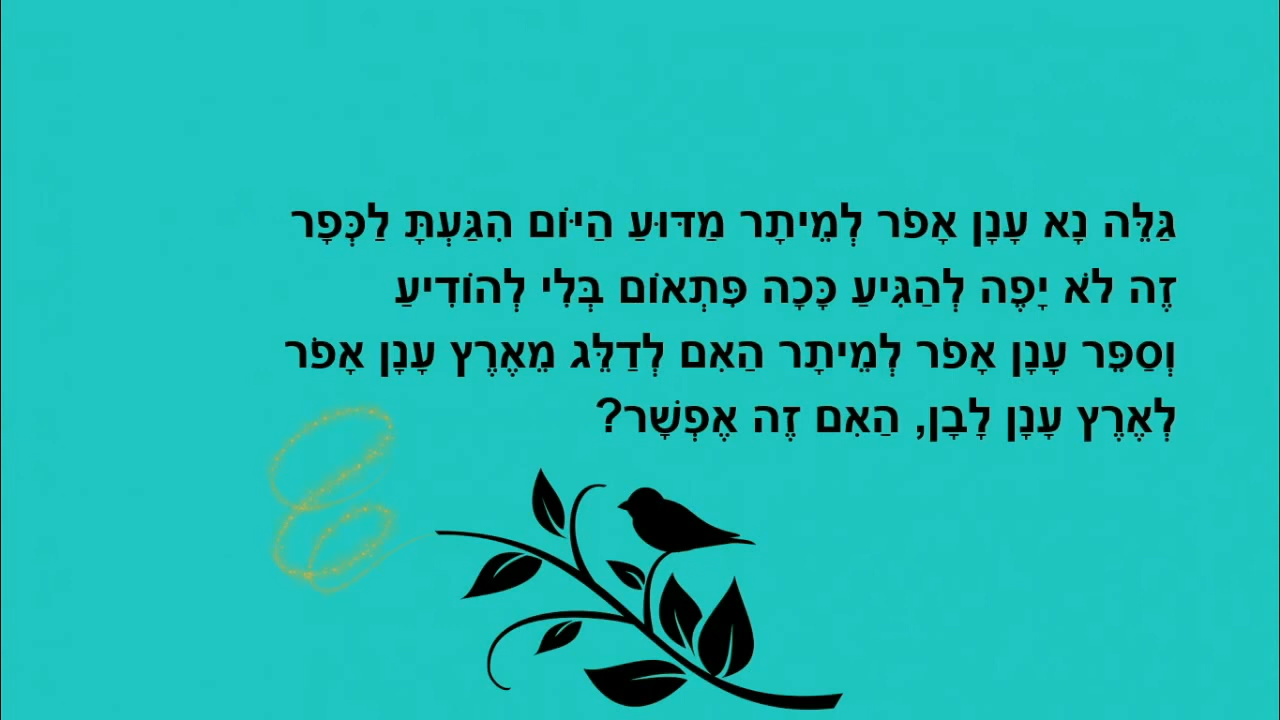 גַּלֵּה נָא עָנָן אָפֹר לְמֵיתָר מַדּוּעַ הַיּוֹם הִגַּעְתָּ לַכְּפָר
זֶה לֹא יָפֶה לְהַגִּיעַ כָּכָה פִּתְאוֹם בְּלִי לְהוֹדִיעַ
וְסַפֵּר עָנָן אָפֹר לְמֵיתָר הַאִם לְדַלֵּג מֵאֶרֶץ עָנָן אָפֹר
לְאֶרֶץ עָנָן לָבָן, הַאִם זֶה אֶפְשָׁר?